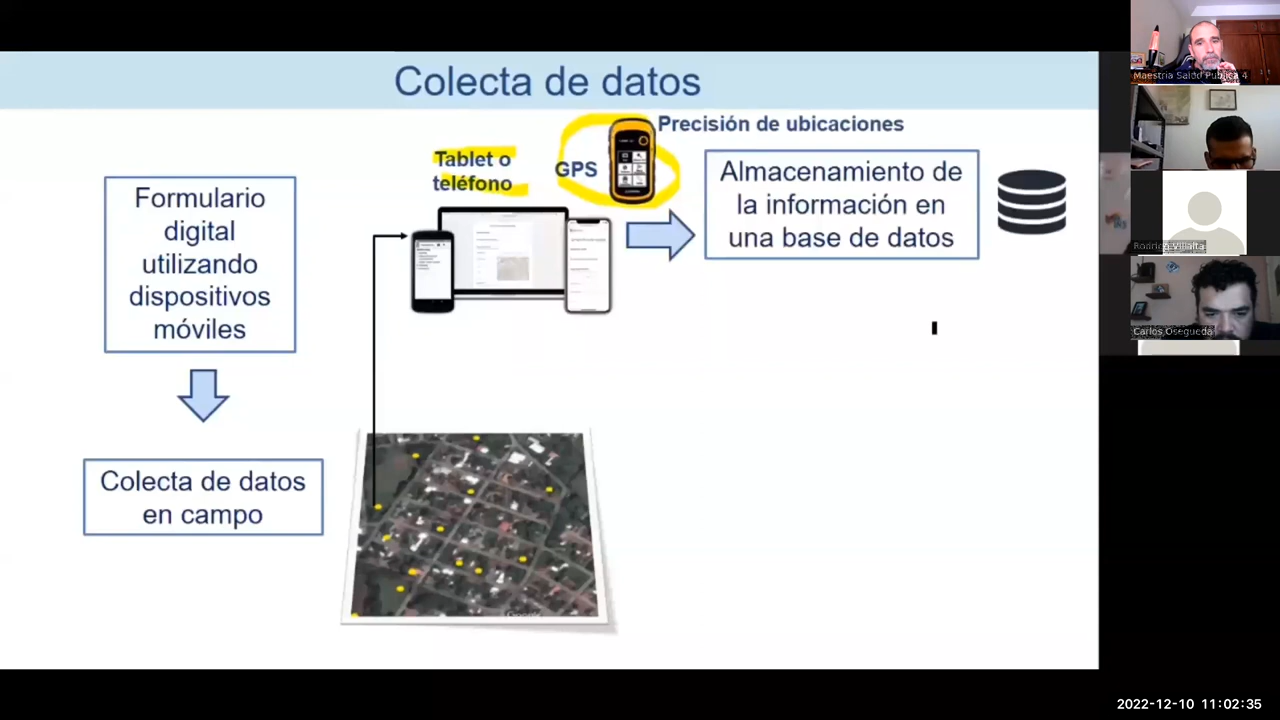 Colecta de datos
Precisión de ubicaciones
Tablet o
teléfono
GPS
Formulario
digital
utilizando
dispositivos
móviles
Almacenamiento de
la información en
una base de datos
Colecta de datos
en campo
Google
Maestria Salud Publica 4
Rodrigo Villalta
Carlos Osegueda
2022-12-10 11:02:35